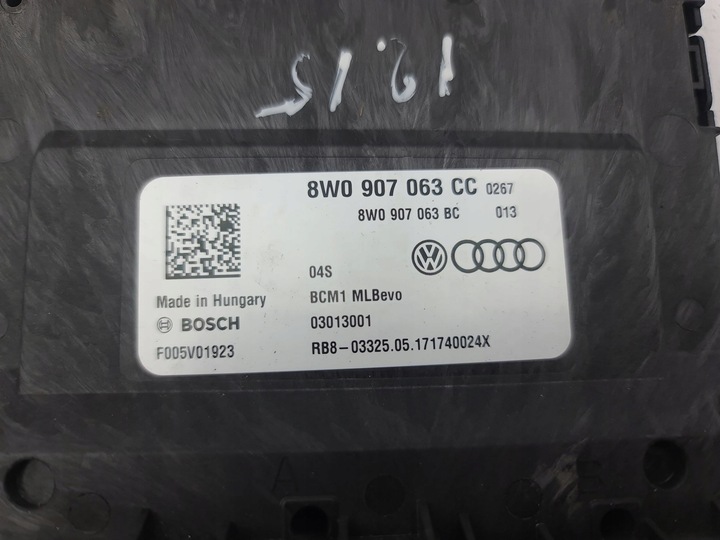 8W0 907 063 CC 0267
8W0 907 063 BC 013
04S
Made in Hungary BCM1 MLBevo
BOSCH 03013001
F005V01923 RB8-03325.05.171740024X
A B